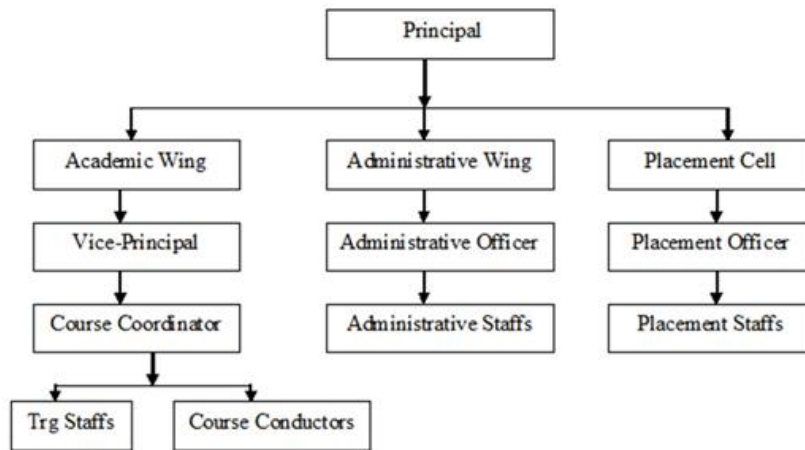 Principal
Academic Wing
Administrative Wing
Placement Cell
Vice-Principal
Administrative Officer
Placement Officer
Course Coordinator
Administrative Staffs
Placement Staffs
Trg Staffs
Course Conductors